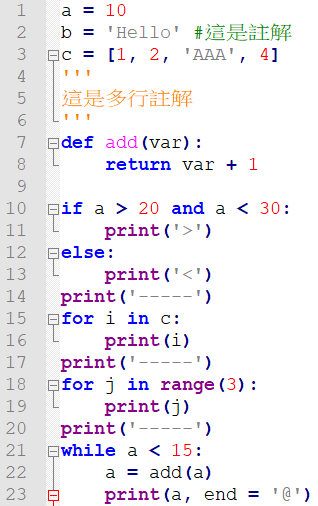 1 a = 10
2 b = 'Hello' #這是註解
3 c = [1, 2, 'AAA', 4]
4 '''
5 這是多行註解
6 '''
7 def add(var):
8     return var + 1
9
10 if a > 20 and a < 30:
11     print('>')
12 else:
13     print('<')
14 print('-----')
15 for i in c:
16     print(i)
17 print('-----')
18 for j in range(3):
19     print(j)
20 print('-----')
21 while a < 15:
22     a = add(a)
23     print(a, end = '@')